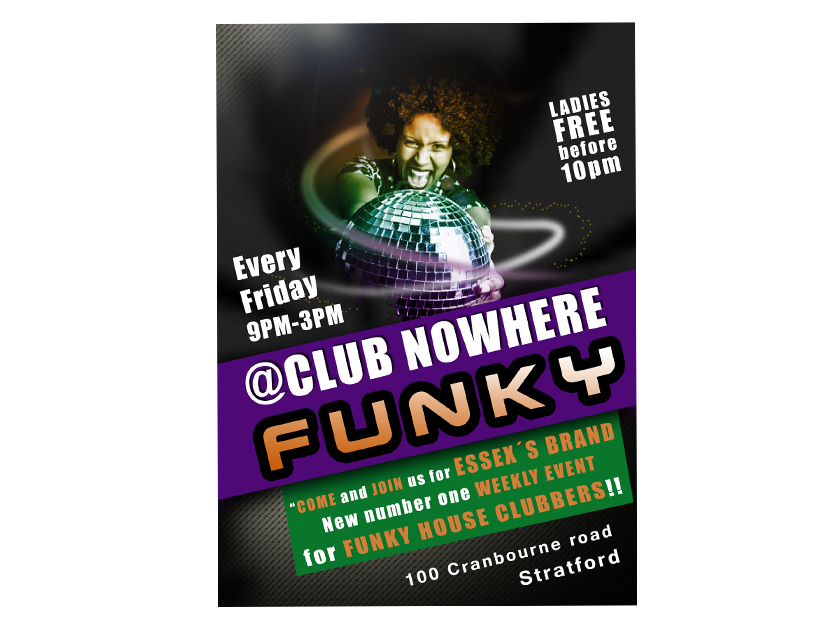 LADIES
FREE
before
10pm
Every
Friday
9PM-3PM
@CLUB NOWHERE
FUNKY
“COME and JOIN us for ESSEX´S BRAND
New number one WEEKLY EVENT
for FUNKY HOUSE CLUBBERS!!
100 Cranbourne road
Stratford